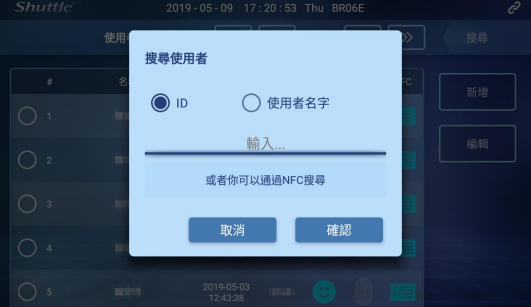 Shuttle
2019-05-09 17:20:53 Thu BR06E
搜尋
#
新增
編輯
搜尋使用者
ID
使用者名字
輸入...
或者你可以通過NFC搜尋
取消
確認
1
2
3
4
5
2019-05-03
12:43:38